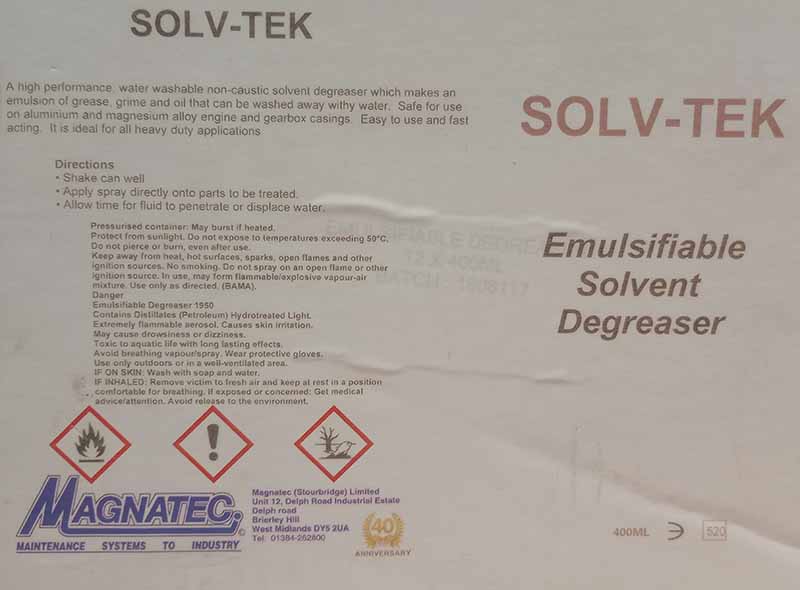 SOLV-TEK
A high performance, water washable non-caustic solvent degreaser which makes an
emulsion of grease, grime and oil that can be washed away withy water. Safe for use
on aluminium and magnesium alloy engine and gearbox casings. Easy to use and fast
acting. It is ideal for all heavy duty applications
Directions
• Shake can well
• Apply spray directly onto parts to be treated.
• Allow time for fluid to penetrate or displace water.
Pressurised container: May burst if heated.
Protect from sunlight. Do not expose to temperatures exceeding 50°C.
Do not pierce or burn, even after use.
Keep away from heat, hot surfaces, sparks, open flames and other
ignition sources. No smoking. Do not spray on an open flame or other
ignition source. In use, may form flammable/explosive vapour-air
mixture. Use only as directed. (BAMA).
Danger
Emulsifiable Degreaser 1950
Contains Distillates (Petroleum) Hydrotreated Light.
Extremely flammable aerosol. Causes skin irritation.
May cause drowsiness or dizziness.
Toxic to aquatic life with long lasting effects.
Avoid breathing vapour/spray. Wear protective gloves.
Use only outdoors or in a well-ventilated area.
IF ON SKIN: Wash with soap and water.
IF INHALED: Remove victim to fresh air and keep at rest in a position
comfortable for breathing. If exposed or concerned: Get medical
advice/attention. Avoid release to the environment.
MAGNATEC
©
MAINTENANCE SYSTEMS TO INDUSTRY
Magnatec (Stourbridge) Limited
Unit 12, Delph Road Industrial Estate
Delph road
Brierley Hill
West Midlands DY5 2UA
Tel: 01384-262800
40
ANNIVERSARY
SOLV-TEK
EMULSIFIABLE
12 X 400ML
BATCH
Emulsifiable
Solvent
Degreaser
400ML
520